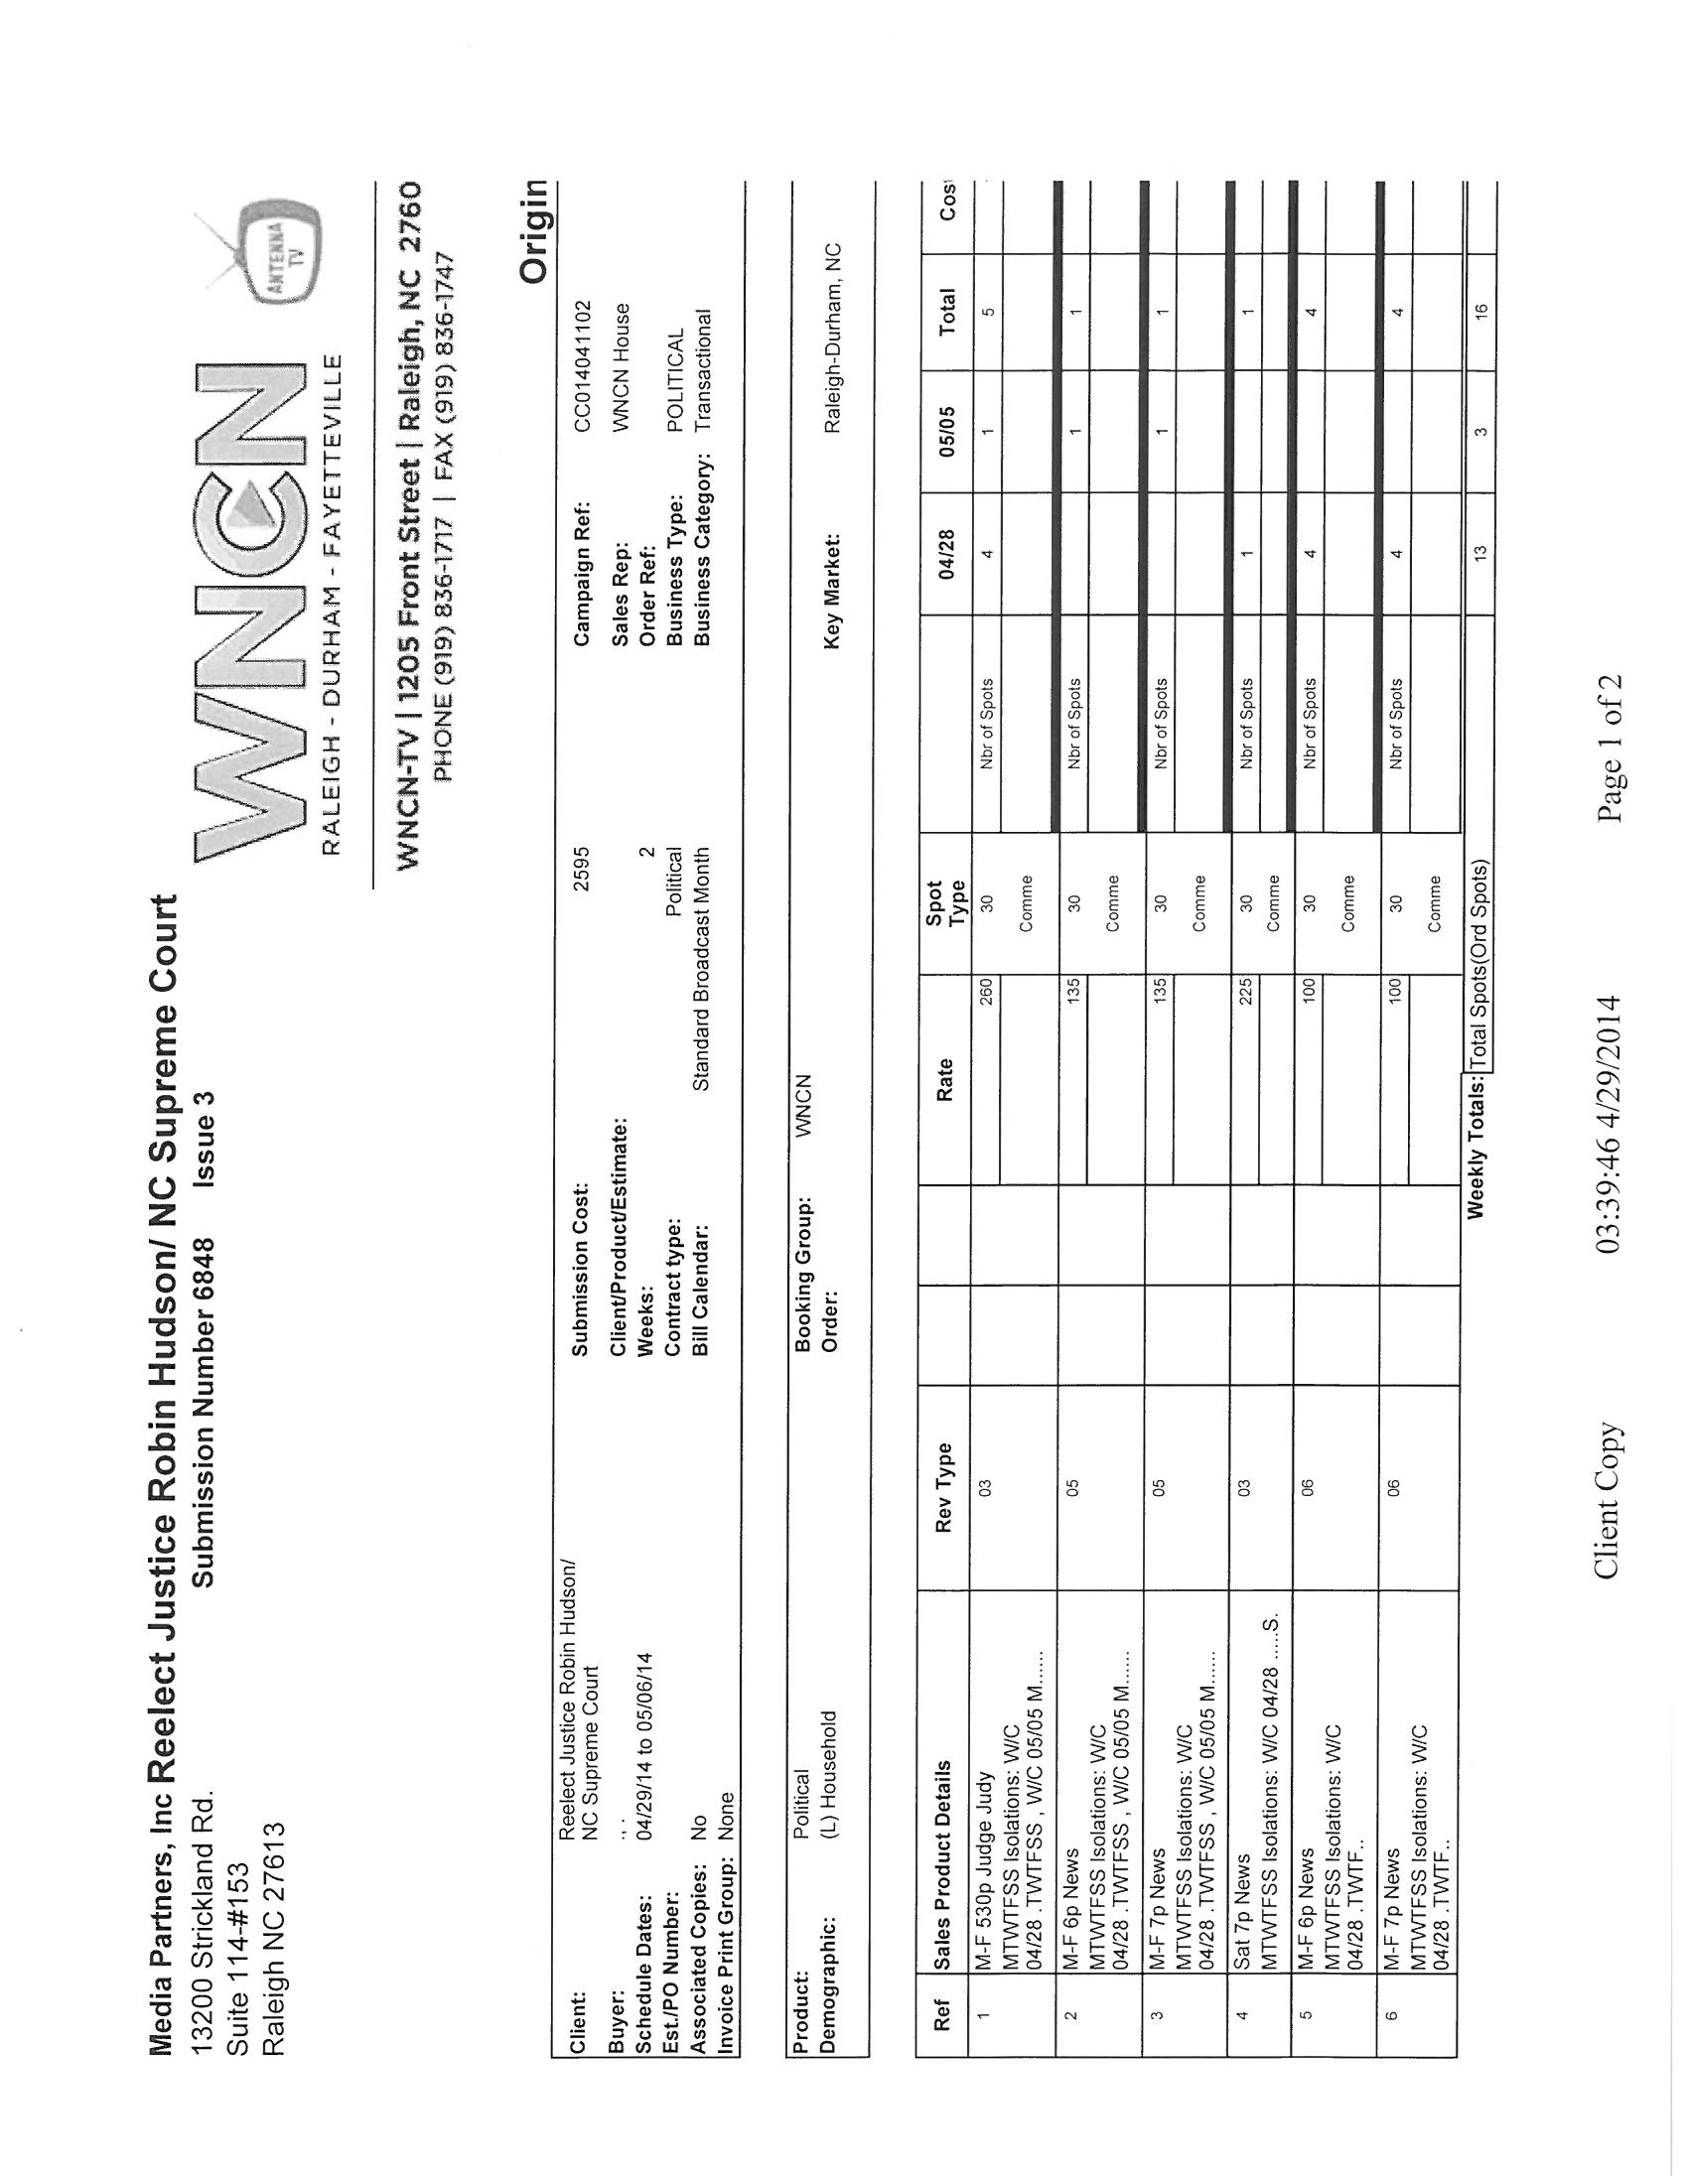 Media Partners, Inc Reelect Justice Robin Hudson/ NC Supreme Court
13200 Strickland Rd. Submission Number 6848 Issue 3
Suite 114-#153
Raleigh NC 27613
WNCN
RALEIGH - DURHAM - FAYETTEVILLE
ANTENNA
TV
WNCN-TV | 1205 Front Street | Raleigh, NC 2760
PHONE (919) 836-1717 | FAX (919) 836-1747
Origin
Client: Reelect Justice Robin Hudson/ NC Supreme Court Submission Cost: 2595 Campaign Ref: CC014041102
Buyer: , . Client/Product/Estimate: Sales Rep: WNCN House
Schedule Dates: 04/29/14 to 05/06/14 Weeks: 2 Order Ref:
Est./PO Number: Contract type: Political Business Type: POLITICAL
Associated Copies: No Bill Calendar: Standard Broadcast Month Business Category: Transactional
Invoice Print Group: None
Product: Political Booking Group: WNCN
Demographic: (L) Household Order: Key Market: Raleigh-Durham, NC
Ref Sales Product Details Rev Type Rate Spot Type 04/28 05/05 Total Cos
1 M-F 530p Judge Judy 03 260 30 Nbr of Spots 4 1 5
MTWTFSS Isolations: W/C Comme
04/28 .TWTFSS , W/C 05/05 M......
2 M-F 6p News 05 135 30 Nbr of Spots 1 1
MTWTFSS Isolations: W/C Comme
04/28 .TWTFSS , W/C 05/05 M......
3 M-F 7p News 05 135 30 Nbr of Spots 1 1
MTWTFSS Isolations: W/C Comme
04/28 .TWTFSS , W/C 05/05 M......
4 Sat 7p News 03 225 30 Nbr of Spots 1 1
MTWTFSS Isolations: W/C 04/28 .....S. Comme
5 M-F 6p News 06 100 30 Nbr of Spots 4 4
MTWTFSS Isolations: W/C Comme
04/28 .TWTF..
6 M-F 7p News 06 100 30 Nbr of Spots 4 4
MTWTFSS Isolations: W/C Comme
04/28 .TWTF..
Weekly Totals: Total Spots(Ord Spots) 13 3 16
Client Copy 03:39:46 4/29/2014 Page 1 of 2